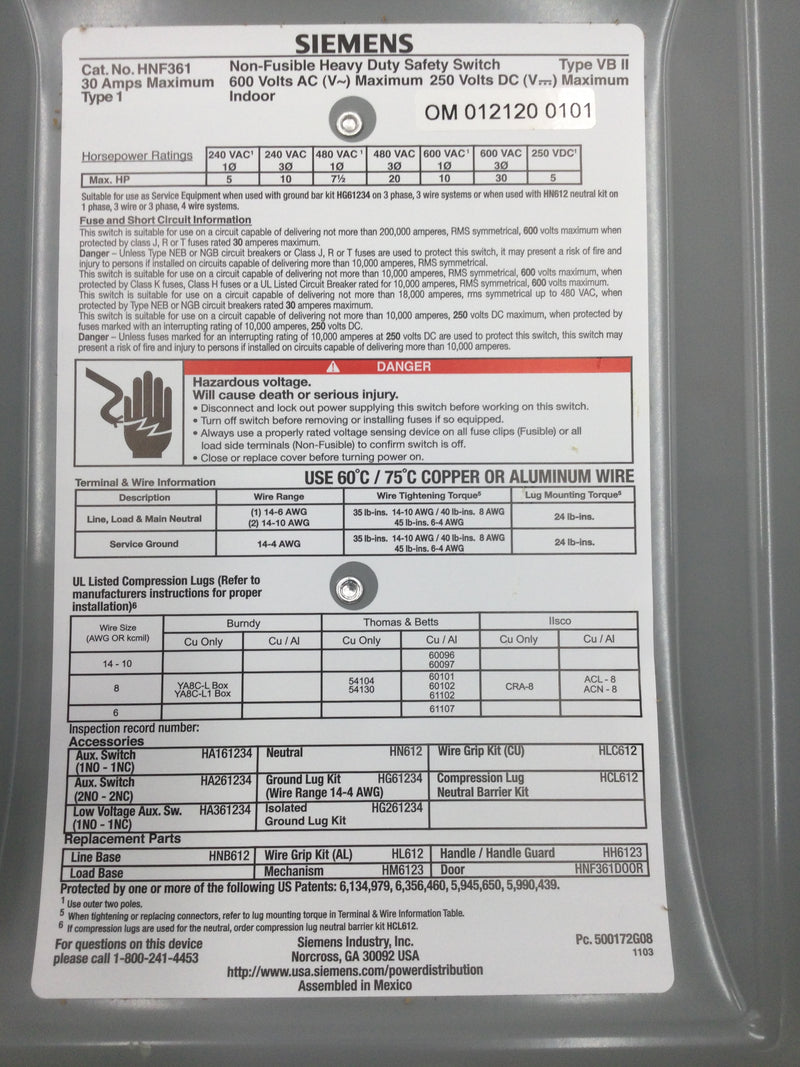 SIEMENS
Cat. No. HNF361 Non-Fusible Heavy Duty Safety Switch Type VB II
30 Amps Maximum 600 Volts AC (V~) Maximum 250 Volts DC (V⎓) Maximum
Type 1 Indoor
OM 012120 0101
Horsepower Ratings 240 VAC¹ 240 VAC 480 VAC¹ 480 VAC 600 VAC¹ 600 VAC 250 VDC¹
1Ø 3Ø 1Ø 3Ø 1Ø 3Ø
Max. HP 5 10 7½ 20 10 30 5
Suitable for use as Service Equipment when used with ground bar kit HG61234 on 3 phase, 3 wire systems or when used with HN612 neutral kit on
1 phase, 3 wire or 3 phase, 4 wire systems.
Fuse and Short Circuit Information
This switch is suitable for use on a circuit capable of delivering not more than 200,000 amperes, RMS symmetrical, 600 volts maximum when
protected by class J, R or T fuses rated 30 amperes maximum.
Danger – Unless Type NEB or NGB circuit breakers or Class J, R or T fuses are used to protect this switch, it may present a risk of fire and
injury to persons if installed on circuits capable of delivering more than 10,000 amperes, RMS symmetrical.
This switch is suitable for use on a circuit capable of delivering not more than 10,000 amperes, RMS symmetrical, 600 volts maximum, when
protected by Class K fuses, Class H fuses or a UL Listed Circuit Breaker rated for 10,000 amperes, RMS symmetrical, 600 volts maximum.
This switch is suitable for use on a circuit capable of delivering not more than 18,000 amperes, rms symmetrical up to 480 VAC, when
protected by Type NEB or NGB circuit breakers rated 30 amperes maximum.
This switch is suitable for use on a circuit capable of delivering not more than 10,000 amperes, 250 volts DC maximum, when protected by
fuses marked with an interrupting rating of 10,000 amperes, 250 volts DC.
Danger – Unless fuses marked for an interrupting rating of 10,000 amperes at 250 volts DC are used to protect this switch, this switch may
present a risk of fire and injury to persons if installed on circuits capable of delivering more than 10,000 amperes.
DANGER
Hazardous voltage.
Will cause death or serious injury.
• Disconnect and lock out power supplying this switch before working on this switch.
• Turn off switch before removing or installing fuses if so equipped.
• Always use a properly rated voltage sensing device on all fuse clips (Fusible) or all
load side terminals (Non-Fusible) to confirm switch is off.
• Close or replace cover before turning power on.
Terminal & Wire Information USE 60°C / 75°C COPPER OR ALUMINUM WIRE
Description Wire Range Wire Tightening Torque⁵ Lug Mounting Torque⁵
Line, Load & Main Neutral (1) 14-6 AWG 35 lb-ins. 14-10 AWG / 40 lb-ins. 8 AWG 24 lb-ins.
(2) 14-10 AWG 45 lb-ins. 6-4 AWG
Service Ground 14-4 AWG 35 lb-ins. 14-10 AWG / 40 lb-ins. 8 AWG 24 lb-ins.
45 lb-ins. 6-4 AWG
UL Listed Compression Lugs (Refer to
manufacturers instructions for proper
installation)⁶
Wire Size Burndy Thomas & Betts Ilsco
(AWG OR kcmil) Cu Only Cu / Al Cu Only Cu / Al Cu Only Cu / Al
14 - 10 60096
60097
8 YA8C-L Box 54104 60101 CRA-8 ACL - 8
YA8C-L1 Box 54130 60102 ACN - 8
61102
6 61107
Inspection record number:
Accessories
Aux. Switch HA161234 Neutral HN612 Wire Grip Kit (CU) HLC612
(1NO - 1NC)
Aux. Switch HA261234 Ground Lug Kit HG61234 Compression Lug HCL612
(2NO - 2NC) (Wire Range 14-4 AWG) Neutral Barrier Kit
Low Voltage Aux. Sw. HA361234 Isolated HG261234
(1NO - 1NC) Ground Lug Kit
Replacement Parts
Line Base HNB612 Wire Grip Kit (AL) HL612 Handle / Handle Guard HH6123
Load Base Mechanism HM6123 Door HNF361DOOR
Protected by one or more of the following US Patents: 6,134,979, 6,356,460, 5,945,650, 5,990,439.
¹ Use outer two poles.
⁵ When tightening or replacing connectors, refer to lug mounting torque in Terminal & Wire Information Table.
⁶ If compression lugs are used for the neutral, order compression lug neutral barrier kit HCL612.
For questions on this device Siemens Industry, Inc. Pc. 500172G08
please call 1-800-241-4453 Norcross, GA 30092 USA 1103
http://www.usa.siemens.com/powerdistribution
Assembled in Mexico